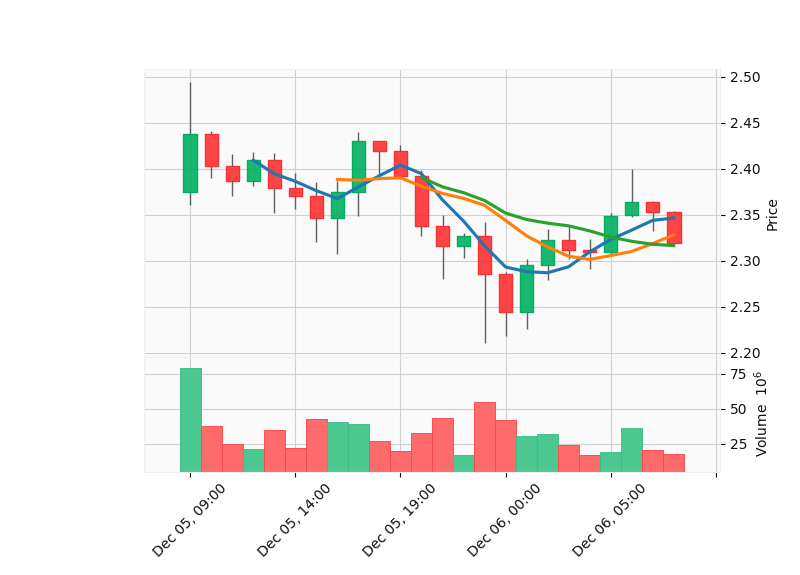 2.50
2.45
2.40
2.35
2.30
2.25
2.20
Price
75
50
25
Volume 10⁶
Dec 05, 09:00
Dec 05, 14:00
Dec 05, 19:00
Dec 06, 00:00
Dec 06, 05:00